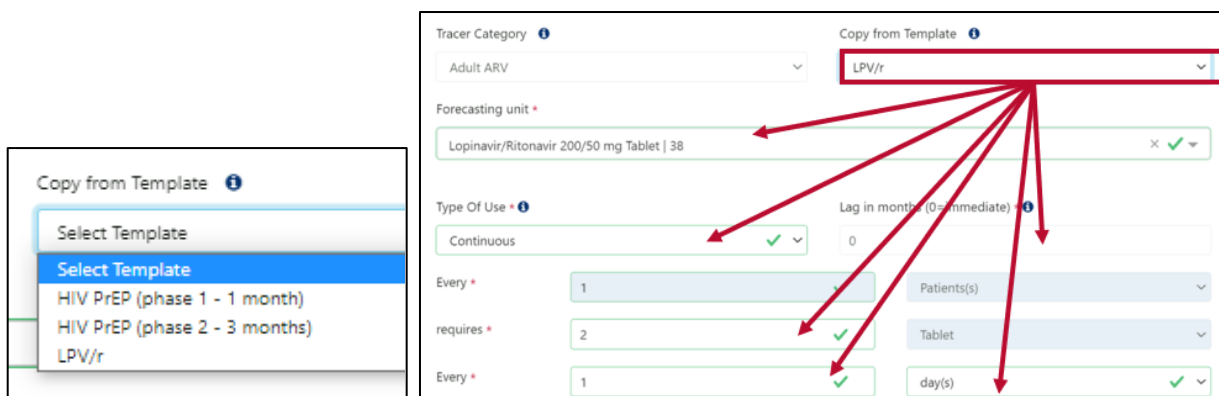 Copy from Template
Select Template
Select Template
HIV PrEP (phase 1 - 1 month)
HIV PrEP (phase 2 - 3 months)
LPV/r
Tracer Category
Copy from Template
Adult ARV
LPV/r
Forecasting unit *
Lopinavir/Ritonavir 200/50 mg Tablet | 38
Type Of Use *
Lag in months (0=immediate) *
Continuous
0
Every *
1
Patients(s)
requires *
2
Tablet
Every *
1
day(s)